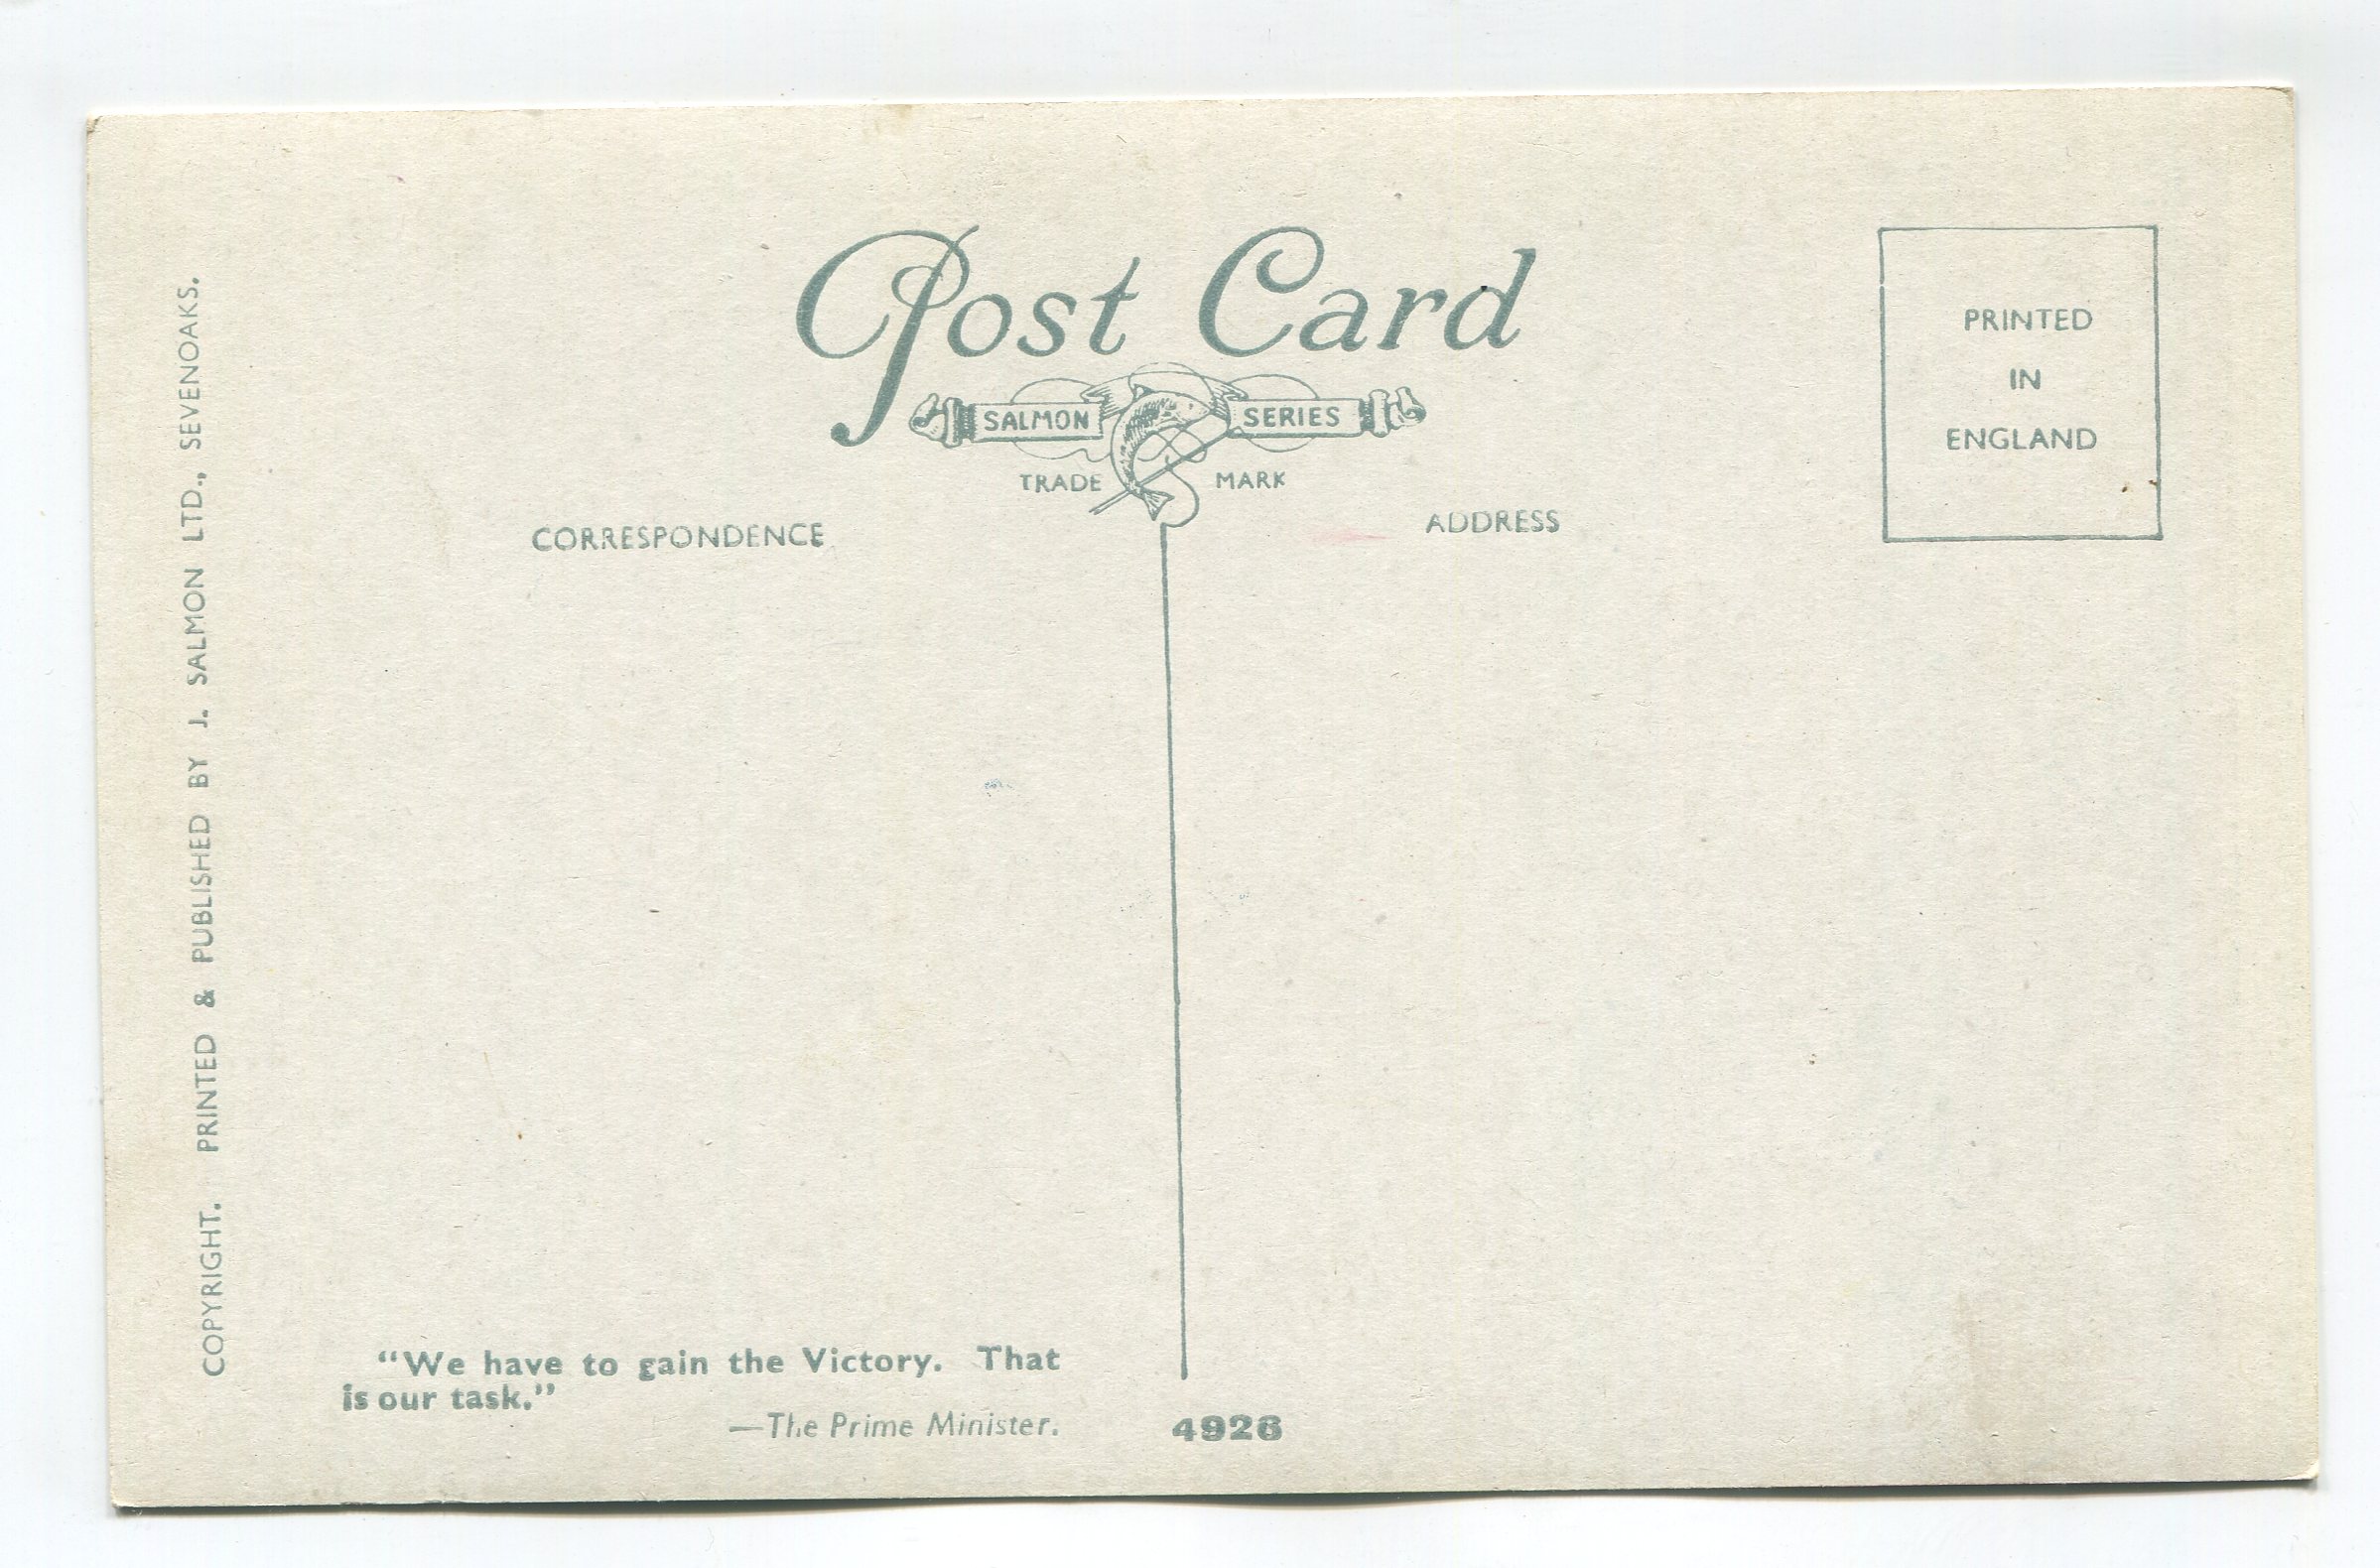 Post Card
SALMON SERIES
TRADE MARK
PRINTED
IN
ENGLAND
CORRESPONDENCE
ADDRESS
COPYRIGHT. PRINTED & PUBLISHED BY J. SALMON LTD., SEVENOAKS.
"We have to gain the Victory. That
is our task."
—The Prime Minister.
4926